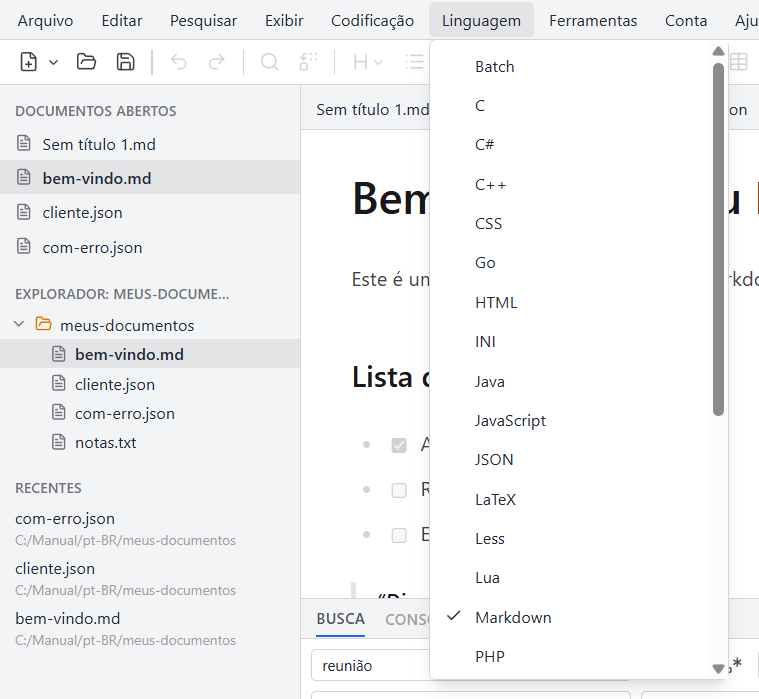 Arquivo Editar Pesquisar Exibir Codificação Linguagem Ferramentas Conta Aju
DOCUMENTOS ABERTOS
Sem título 1.md
bem-vindo.md
cliente.json
com-erro.json
EXPLORADOR: MEUS-DOCUME...
meus-documentos
bem-vindo.md
cliente.json
com-erro.json
notas.txt
RECENTES
com-erro.json
C:/Manual/pt-BR/meus-documentos
cliente.json
C:/Manual/pt-BR/meus-documentos
bem-vindo.md
C:/Manual/pt-BR/meus-documentos
Sem título 1.md
on
Bem
Este é um
Lista
A
R
E
BUSCA CONS
reunião
Batch
C
C#
C++
CSS
Go
HTML
INI
Java
JavaScript
JSON
LaTeX
Less
Lua
Markdown
PHP